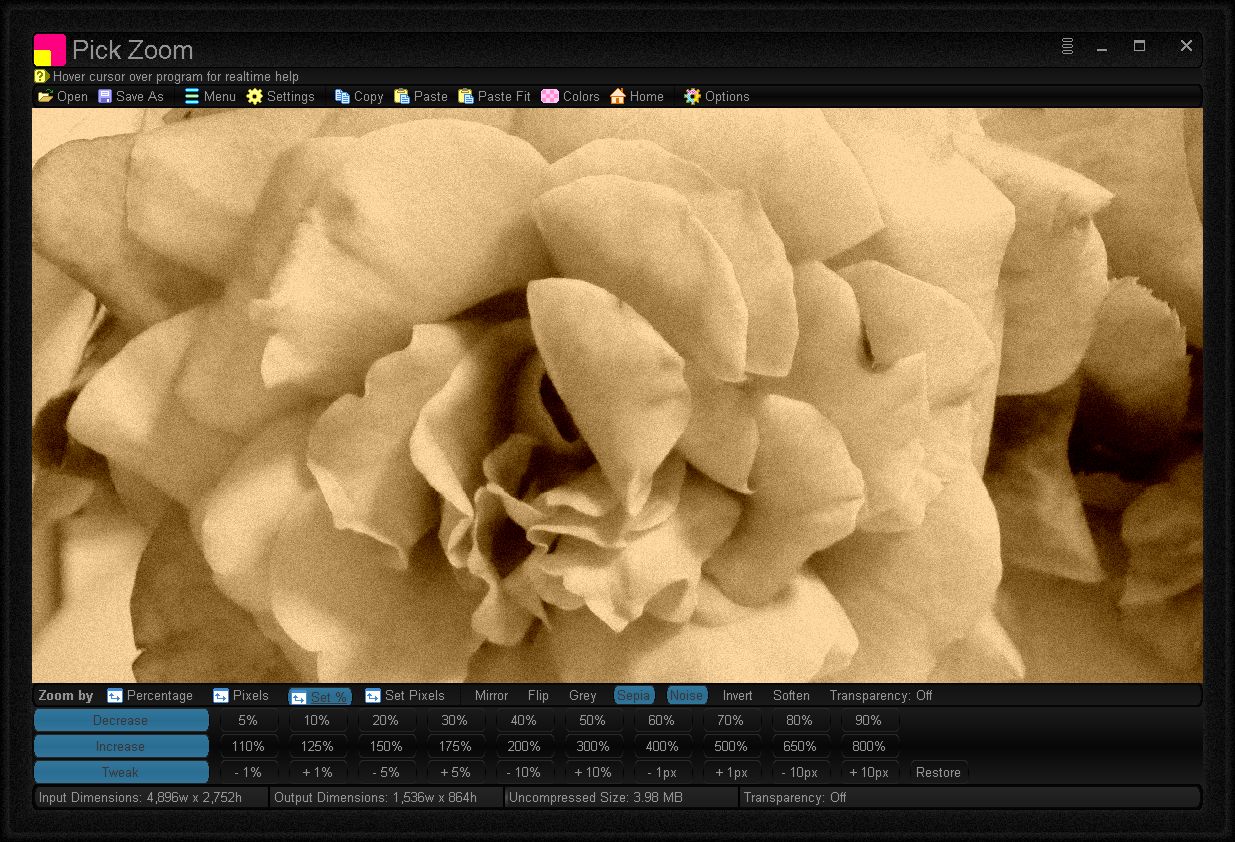 Pick Zoom
Hover cursor over program for realtime help
Open Save As Menu Settings Copy Paste Paste Fit Colors Home Options
Zoom by Percentage Pixels Set % Set Pixels Mirror Flip Grey Sepia Noise Invert Soften Transparency: Off
Decrease 5% 10% 20% 30% 40% 50% 60% 70% 80% 90%
Increase 110% 125% 150% 175% 200% 300% 400% 500% 650% 800%
Tweak - 1% + 1% - 5% + 5% - 10% + 10% - 1px + 1px - 10px + 10px Restore
Input Dimensions: 4,896w x 2,752h Output Dimensions: 1,536w x 864h Uncompressed Size: 3.98 MB Transparency: Off